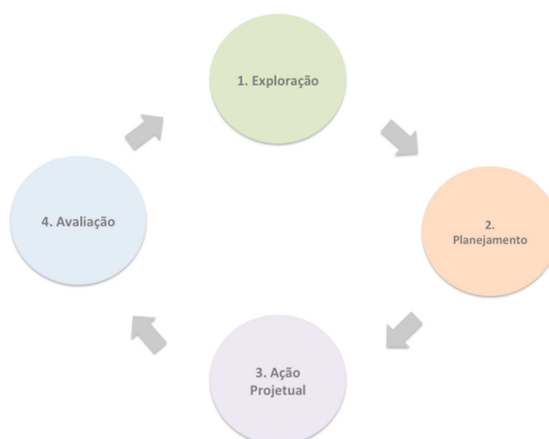 1. Exploração
2.
Planejamento
3. Ação
Projetual
4. Avaliação